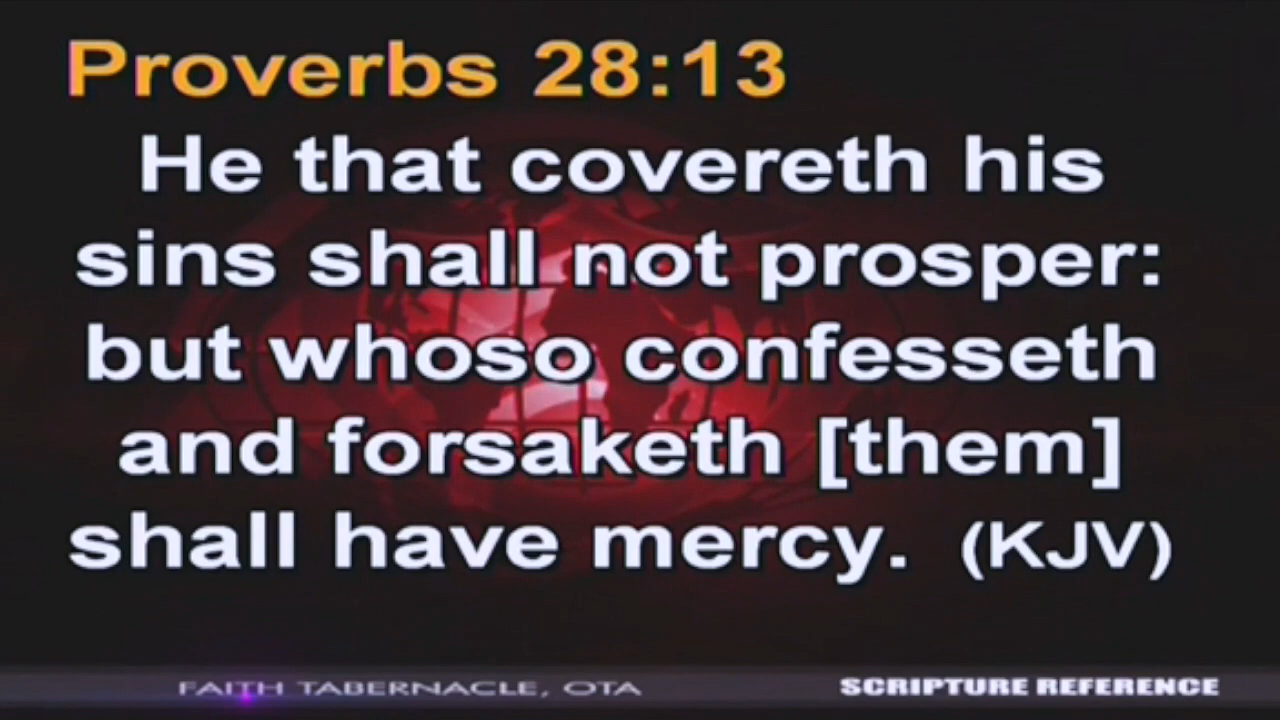 Proverbs 28:13
He that covereth his
sins shall not prosper:
but whoso confesseth
and forsaketh [them]
shall have mercy. (KJV)
FAITH TABERNACLE, OTA
SCRIPTURE REFERENCE